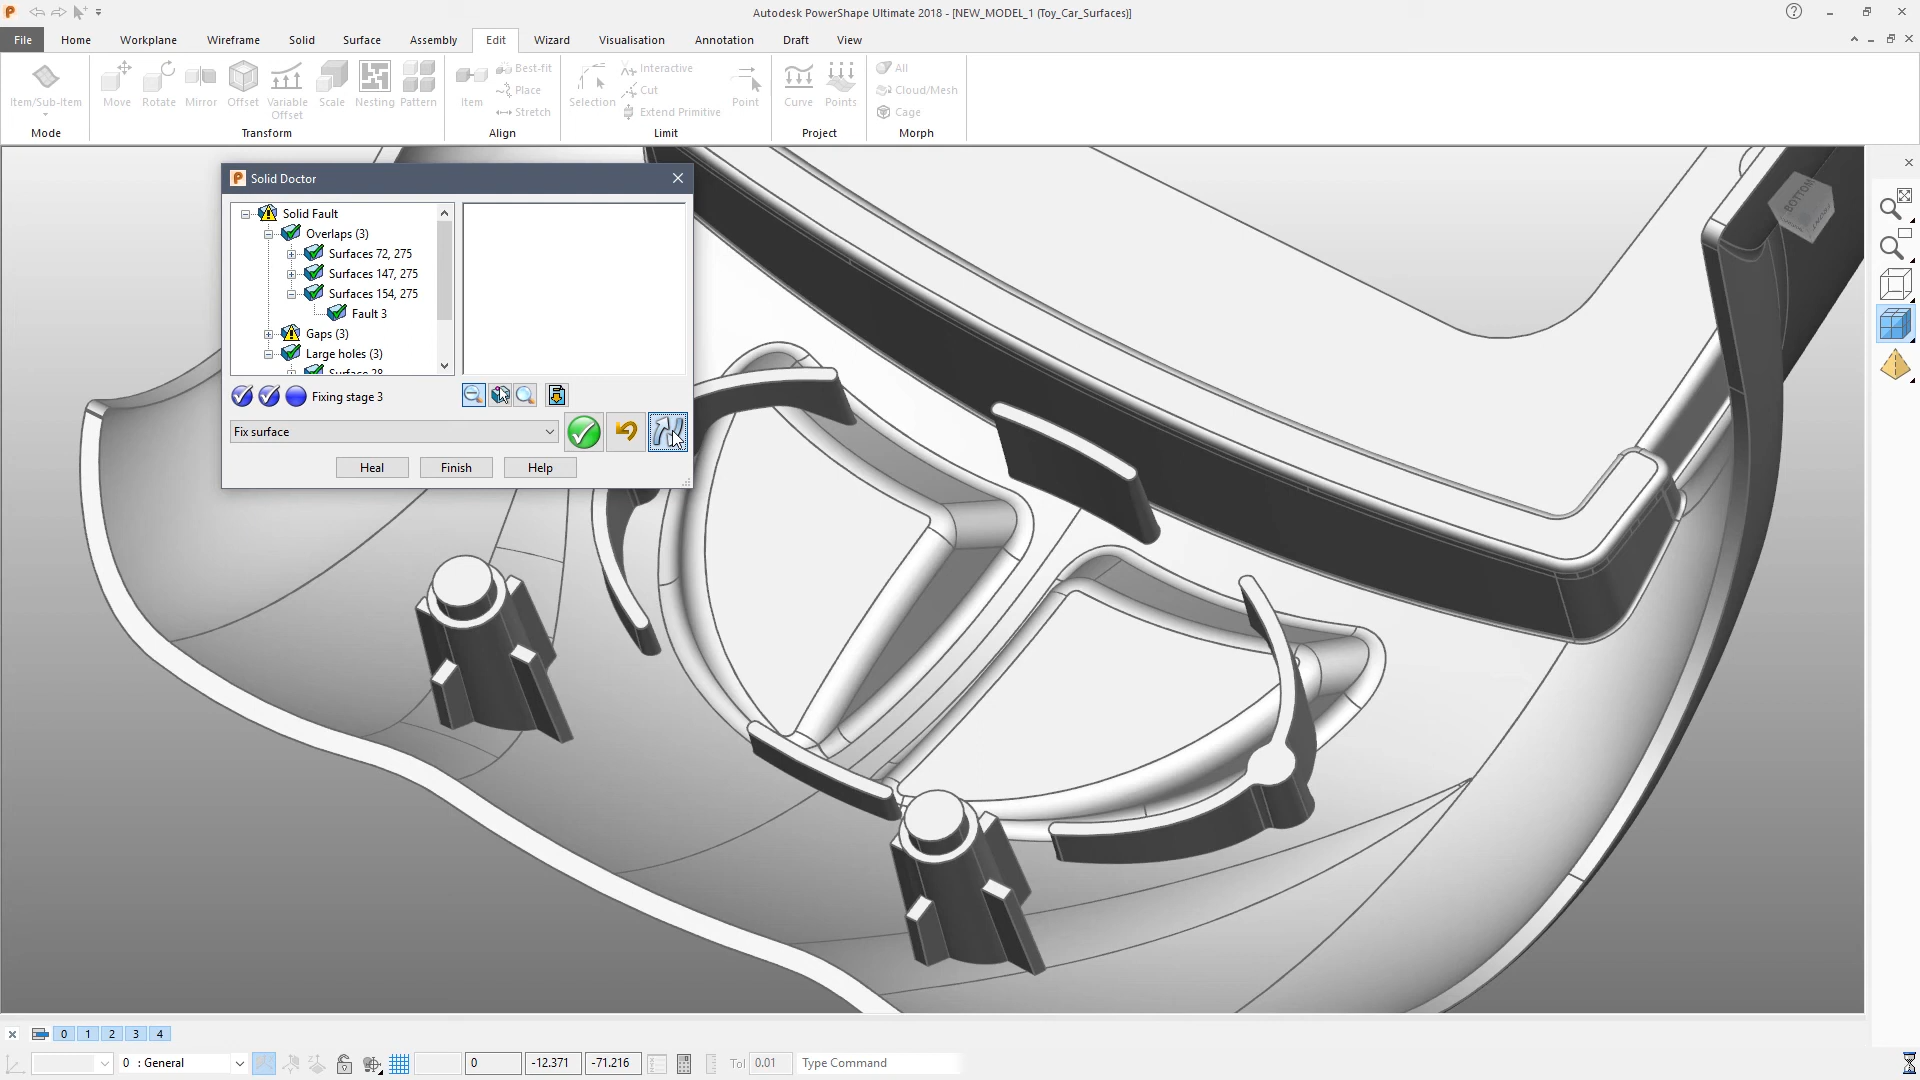 Autodesk PowerShape Ultimate 2018 - [NEW_MODEL_1 (Toy_Car_Surfaces)]
File Home Workplane Wireframe Solid Surface Assembly Edit Wizard Visualisation Annotation Draft View
Item/Sub-Item
Mode
Move Rotate Mirror Offset Variable Offset Scale Nesting Pattern
Transform
Item
Best-fit
Place
Stretch
Align
Selection
Interactive
Cut
Extend Primitive
Point
Limit
Curve Points
Project
All
Cloud/Mesh
Cage
Morph
Solid Doctor
Solid Fault
Overlaps (3)
Surfaces 72, 275
Surfaces 147, 275
Surfaces 154, 275
Fault 3
Gaps (3)
Large holes (3)
Surface 28
Fixing stage 3
Fix surface
Heal Finish Help
BOTTOM
0 1 2 3 4
0 : General 0 -12.371 -71.216 Tol 0.01 Type Command